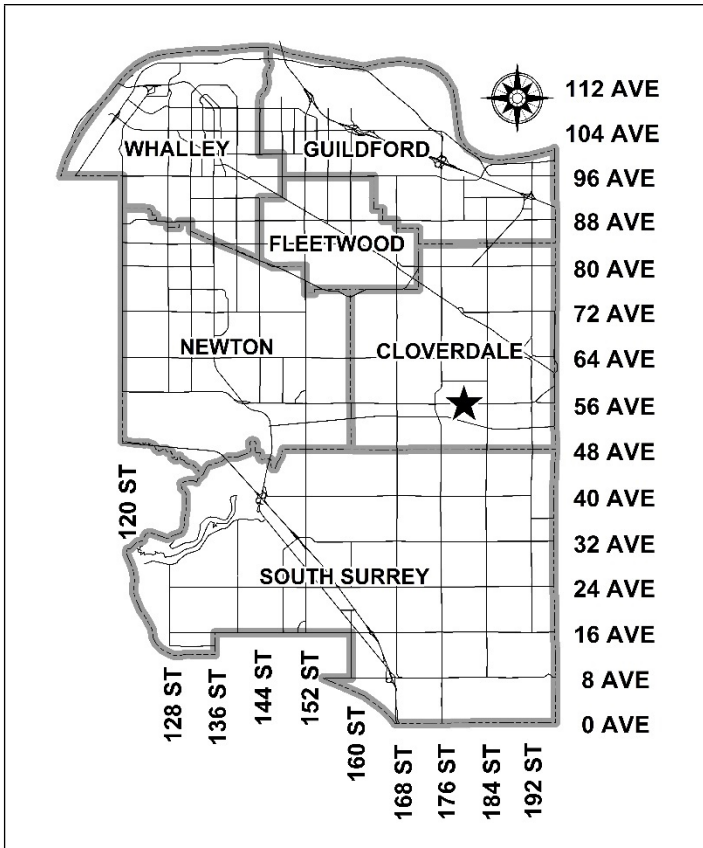 112 AVE
104 AVE
WHALLEY
GUILDFORD
96 AVE
88 AVE
FLEETWOOD
80 AVE
72 AVE
NEWTON
CLOVERDALE
64 AVE
56 AVE
48 AVE
120 ST
40 AVE
32 AVE
SOUTH SURREY
24 AVE
16 AVE
8 AVE
0 AVE
128 ST
136 ST
144 ST
152 ST
160 ST
168 ST
176 ST
184 ST
192 ST